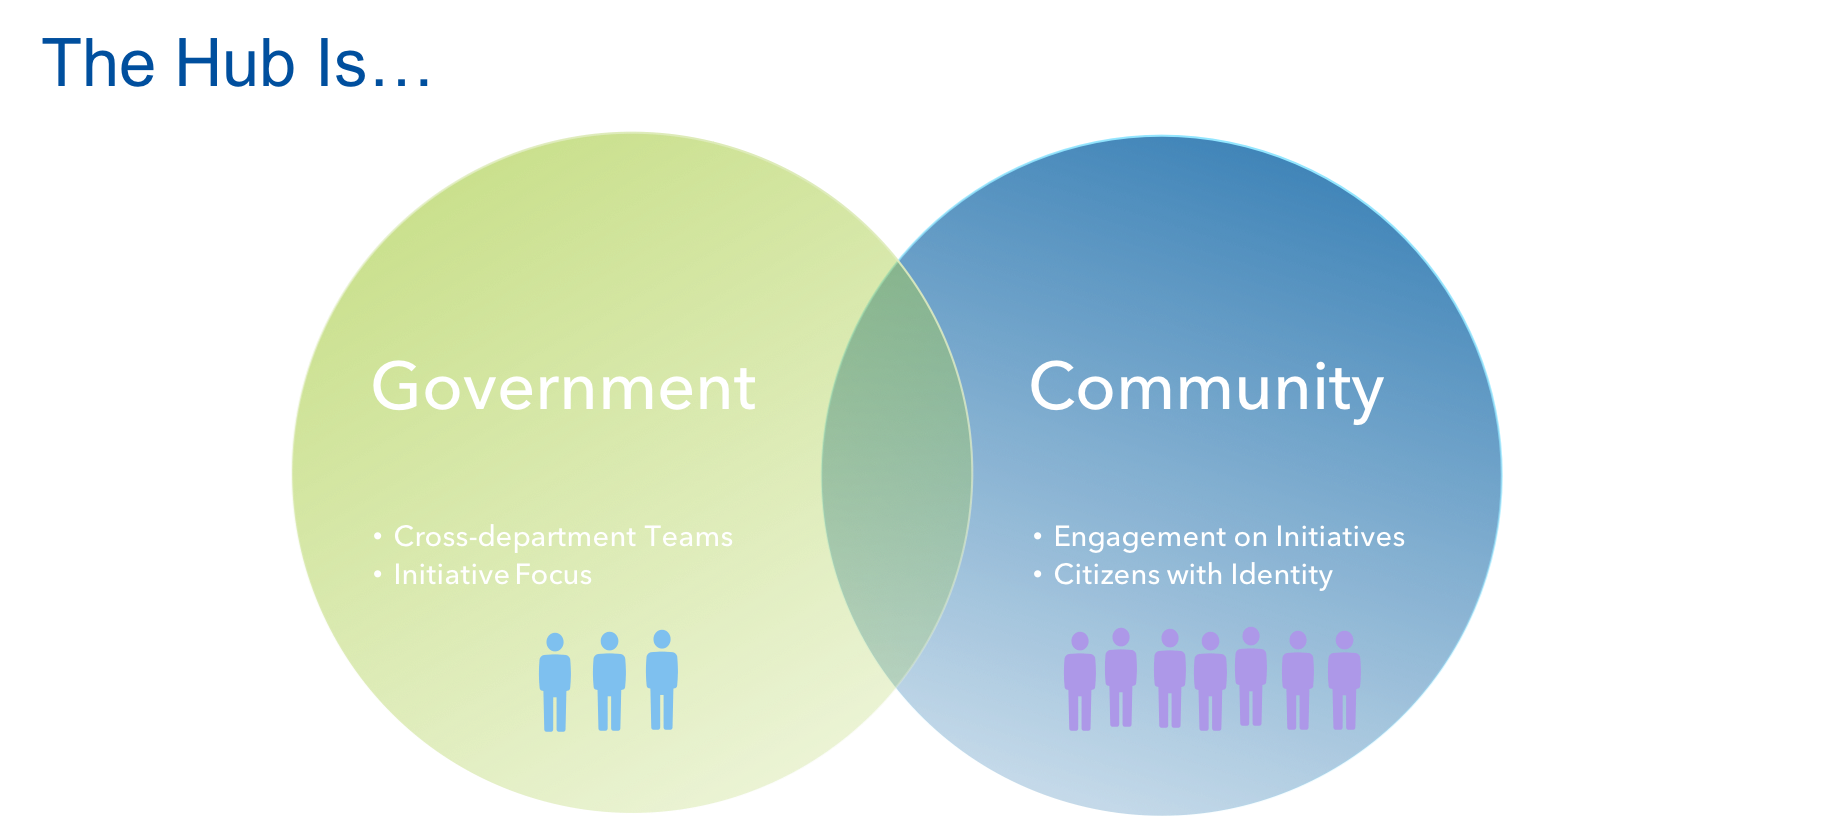 The Hub Is…
Government
Community
• Cross-department Teams
• Initiative Focus
• Engagement on Initiatives
• Citizens with Identity